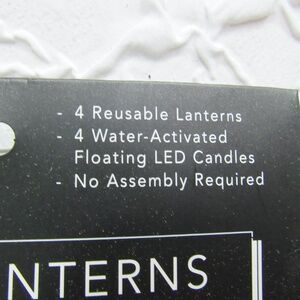 - 4 Reusable Lanterns
- 4 Water-Activated
Floating LED Candles
- No Assembly Required
NTERNS